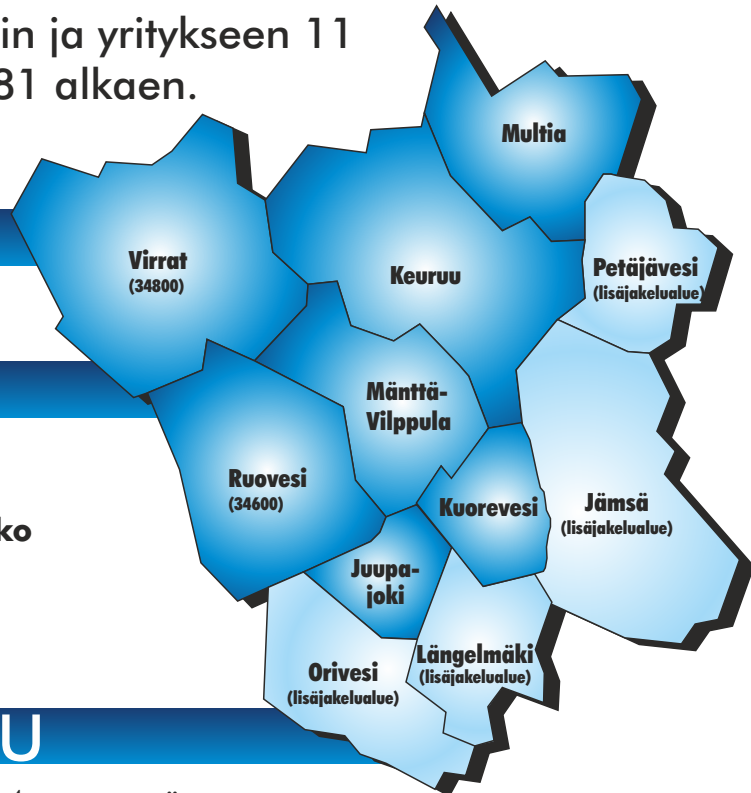 in ja yritykseen 11
81 alkaen.
Multia
Virrat
(34800)
Keuruu
Petäjävesi
(lisäjakelualue)
Mänttä-
Vilppula
Ruovesi
(34600)
Kuorevesi
Jämsä
(lisäjakelualue)
ko
Juupa-
joki
Orivesi
(lisäjakelualue)
Längelmäki
(lisäjakelualue)
U